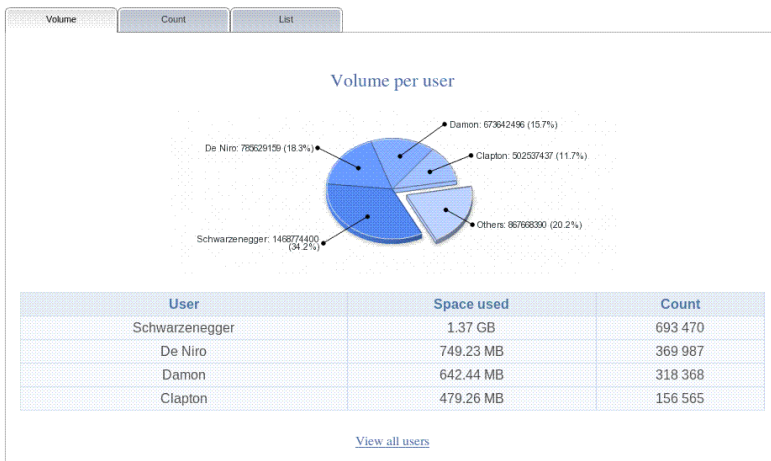 Volume Count List
Volume per user
Damon: 673642496 (15.7%)
De Niro: 785629159 (18.3%)
Clapton: 502537437 (11.7%)
Others: 867668390 (20.2%)
Schwarzenegger: 1468774400
(34.2%)
User Space used Count
Schwarzenegger 1.37 GB 693 470
De Niro 749.23 MB 369 987
Damon 642.44 MB 318 368
Clapton 479.26 MB 156 565
View all users